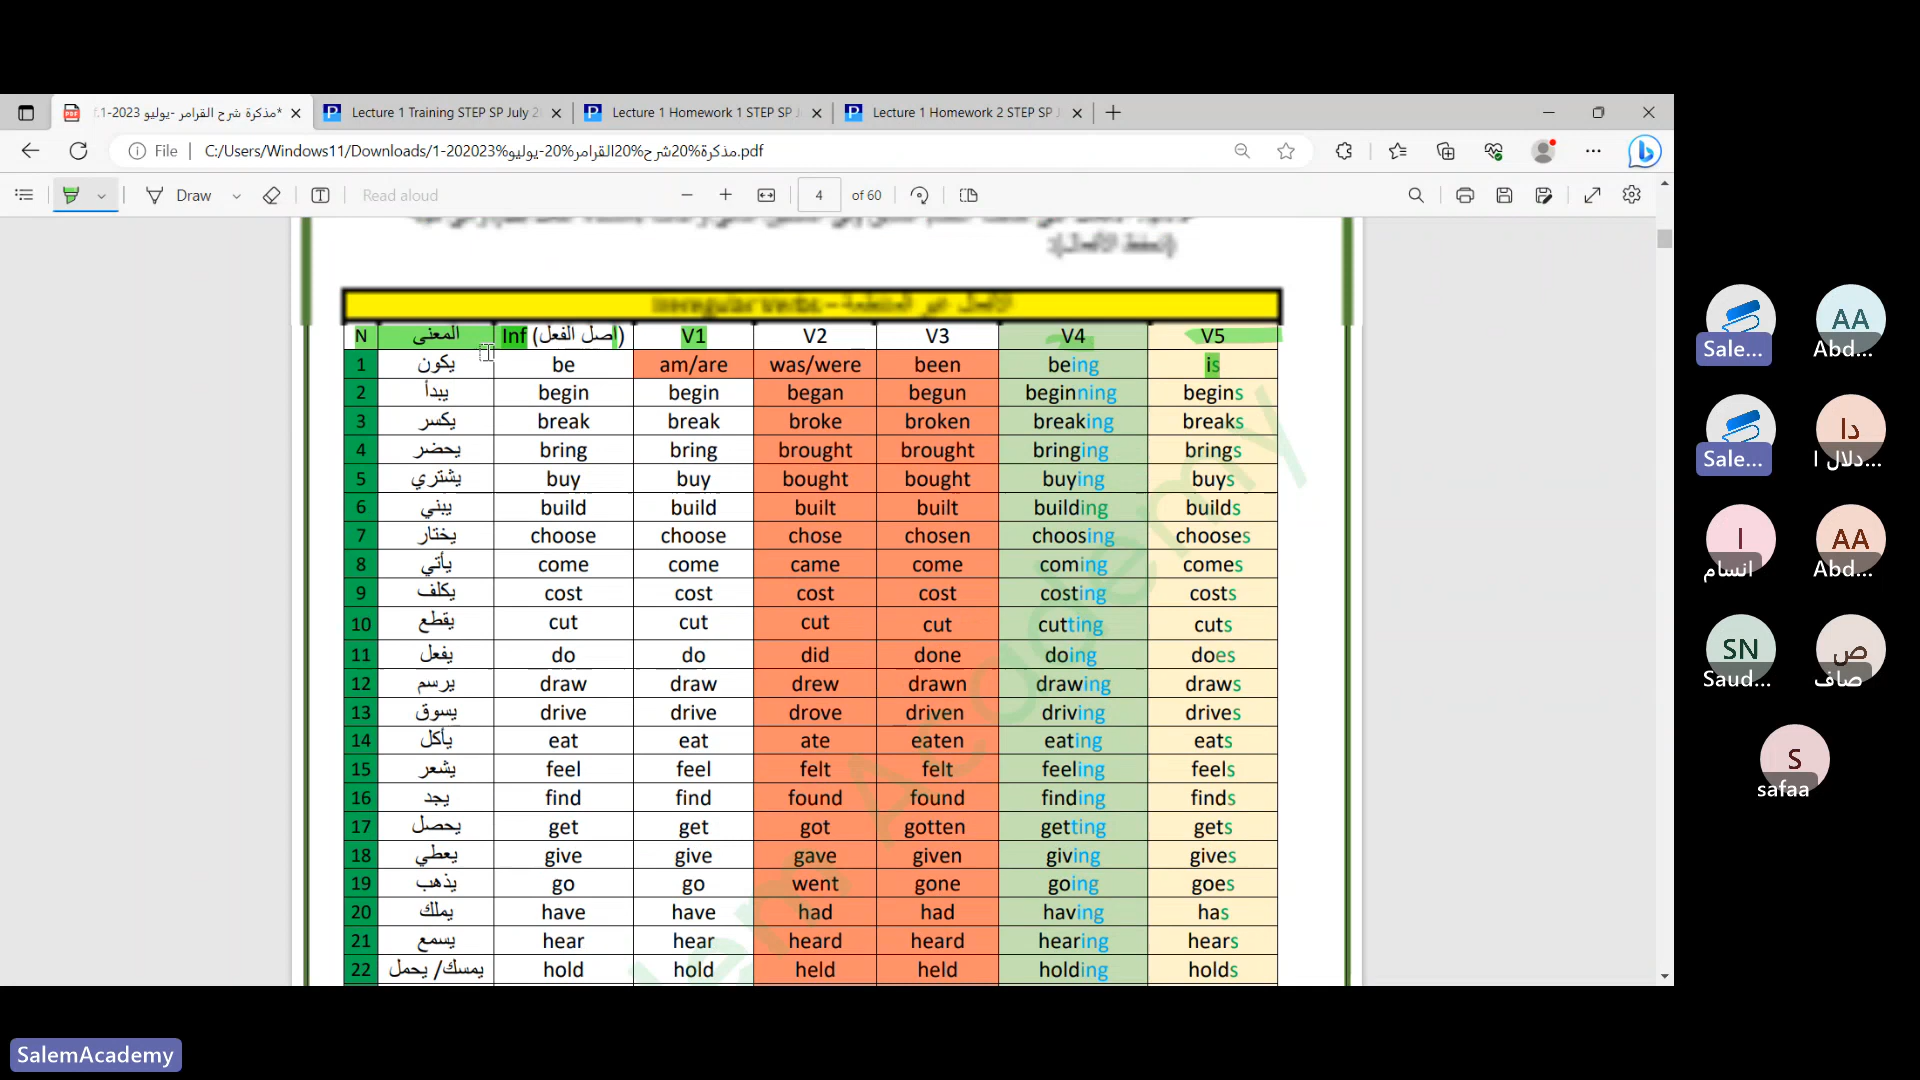 *مذكرة شرح القرامر -يوليو 2023-1.f
Lecture 1 Training STEP SP July 2
Lecture 1 Homework 1 STEP SP J
Lecture 1 Homework 2 STEP SP J
File
C:/Users/Windows11/Downloads/1-202023%مذكرة%20شرح%20القرامر%20-يوليو.pdf
Draw
Read aloud
4 of 60
N المعنى Inf (اصل الفعل) V1 V2 V3 V4 V5
1 يكون be am/are was/were been being is
2 يبدأ begin begin began begun beginning begins
3 يكسر break break broke broken breaking breaks
4 يحضر bring bring brought brought bringing brings
5 يشتري buy buy bought bought buying buys
6 يبني build build built built building builds
7 يختار choose choose chose chosen choosing chooses
8 يأتي come come came come coming comes
9 يكلف cost cost cost cost costing costs
10 يقطع cut cut cut cut cutting cuts
11 يفعل do do did done doing does
12 يرسم draw draw drew drawn drawing draws
13 يسوق drive drive drove driven driving drives
14 يأكل eat eat ate eaten eating eats
15 يشعر feel feel felt felt feeling feels
16 يجد find find found found finding finds
17 يحصل get get got gotten getting gets
18 يعطي give give gave given giving gives
19 يذهب go go went gone going goes
20 يملك have have had had having has
21 يسمع hear hear heard heard hearing hears
22 يمسك/ يحمل hold hold held held holding holds
Academy
Sale...
AA
Abd...
Sale...
دا
دلال ا...
ا
انسام
AA
Abd...
SN
Saud...
ص
صاف
S
safaa
SalemAcademy